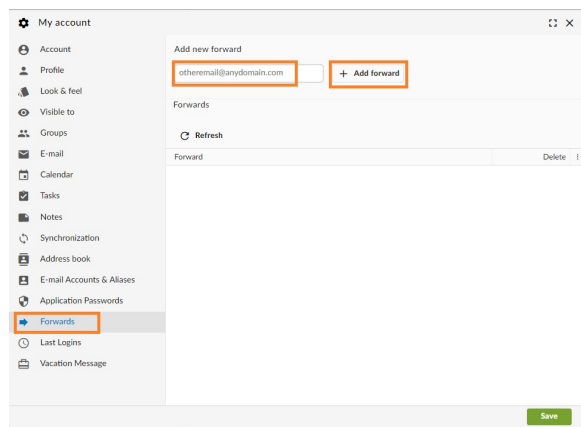 My account
Account
Profile
Look & feel
Visible to
Groups
E-mail
Calendar
Tasks
Notes
Synchronization
Address book
E-mail Accounts & Aliases
Application Passwords
Forwards
Last Logins
Vacation Message
Add new forward
otheremail@anydomain.com
+ Add forward
Forwards
Refresh
Forward Delete
Save